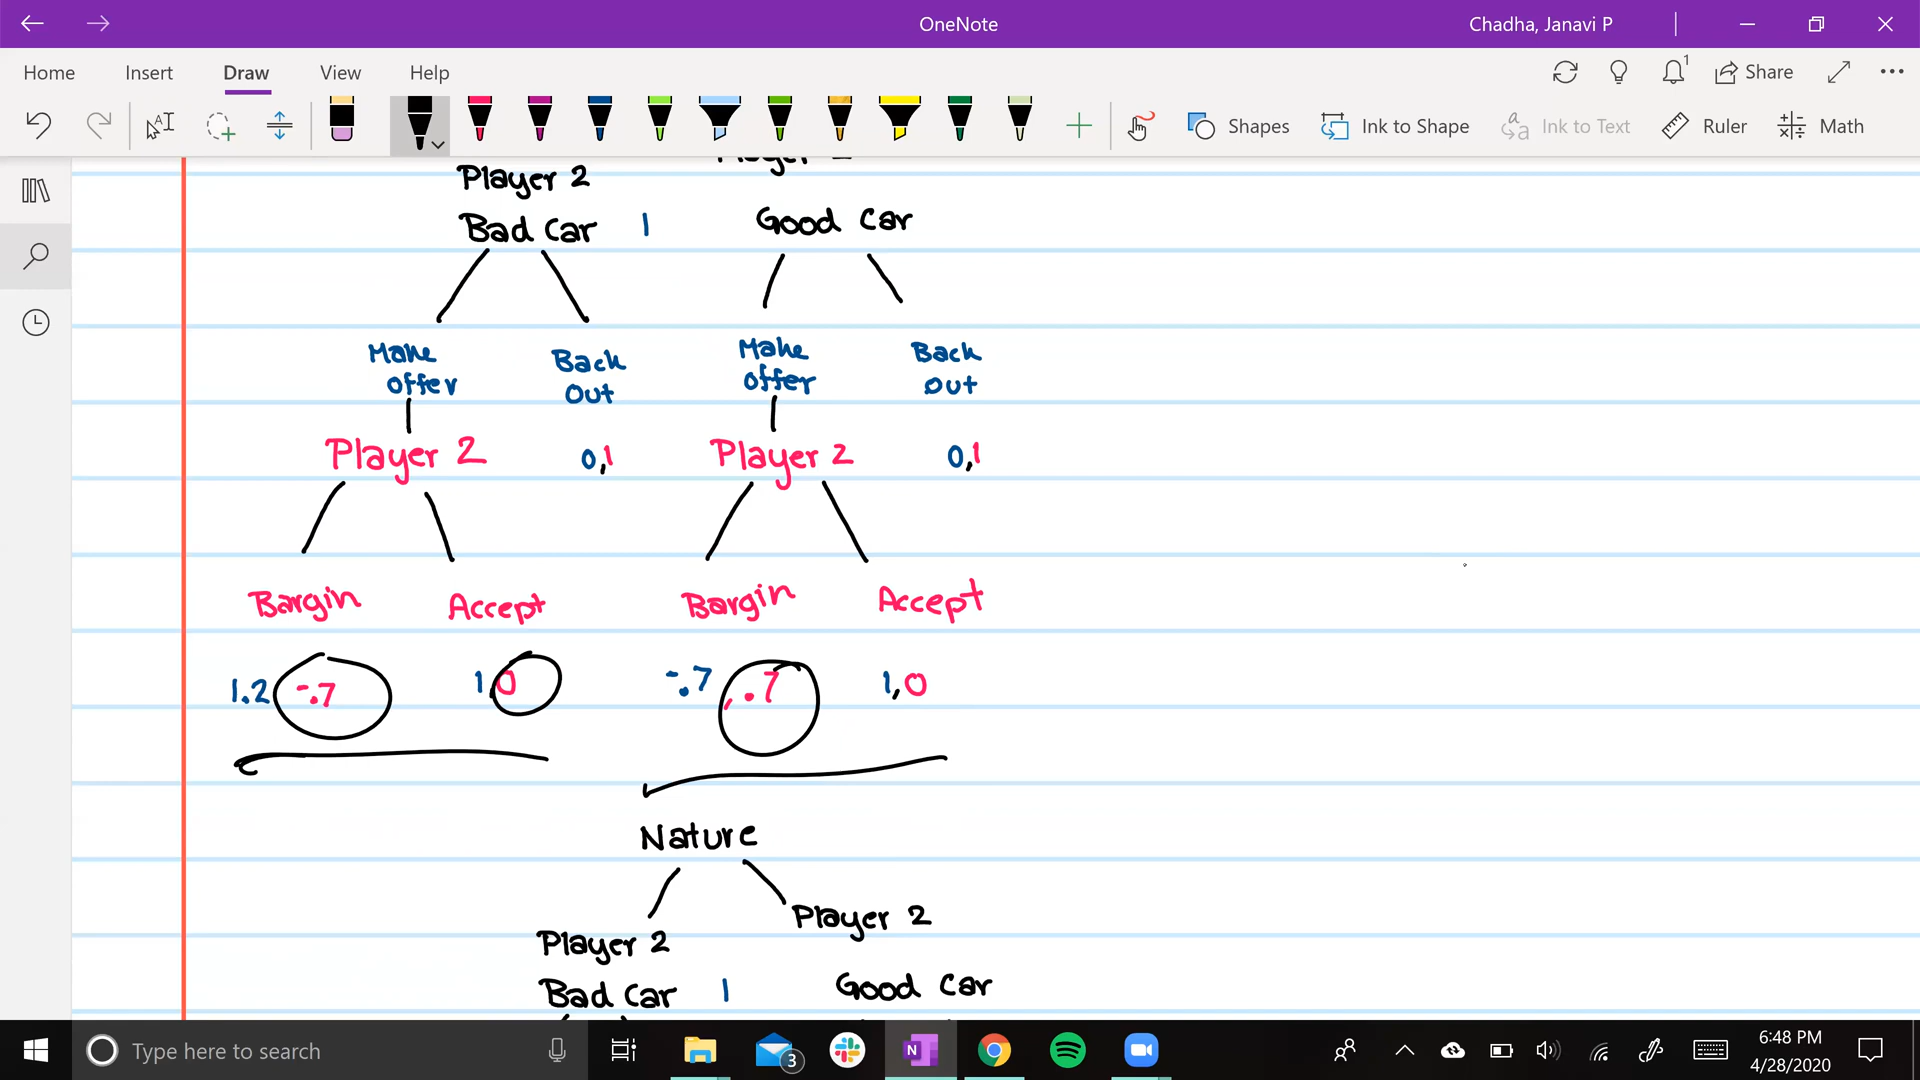 OneNote
Chadha, Janavi P
Home Insert Draw View Help
1
Share
Shapes
Ink to Shape
Ink to Text
Ruler
Math
Player 2
Bad Car 1 Good Car
Make offer Back Out Make offer Back Out
Player 2 0,1 Player 2 0,1
Bargin Accept Bargin Accept
1.2 -.7 1,0 -.7, .7 1,0
Nature
Player 2
Player 2
Bad Car 1 Good Car
Type here to search
3
N
6:48 PM
4/28/2020